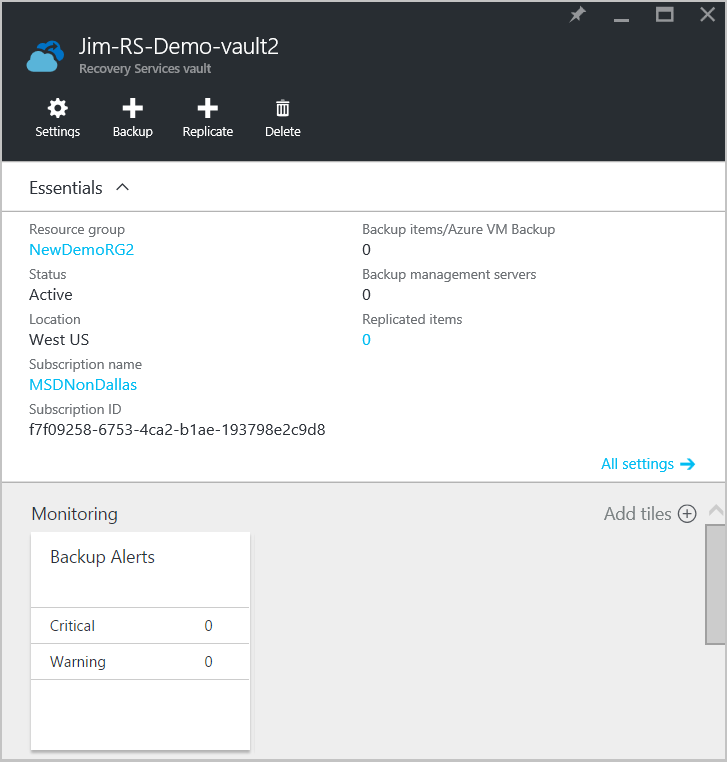 Jim-RS-Demo-vault2
Recovery Services vault
Settings
Backup
Replicate
Delete
Essentials
Resource group
NewDemoRG2
Status
Active
Location
West US
Subscription name
MSDNonDallas
Subscription ID
f7f09258-6753-4ca2-b1ae-193798e2c9d8
Backup items/Azure VM Backup
0
Backup management servers
0
Replicated items
0
All settings
Monitoring
Add tiles
Backup Alerts
Critical 0
Warning 0